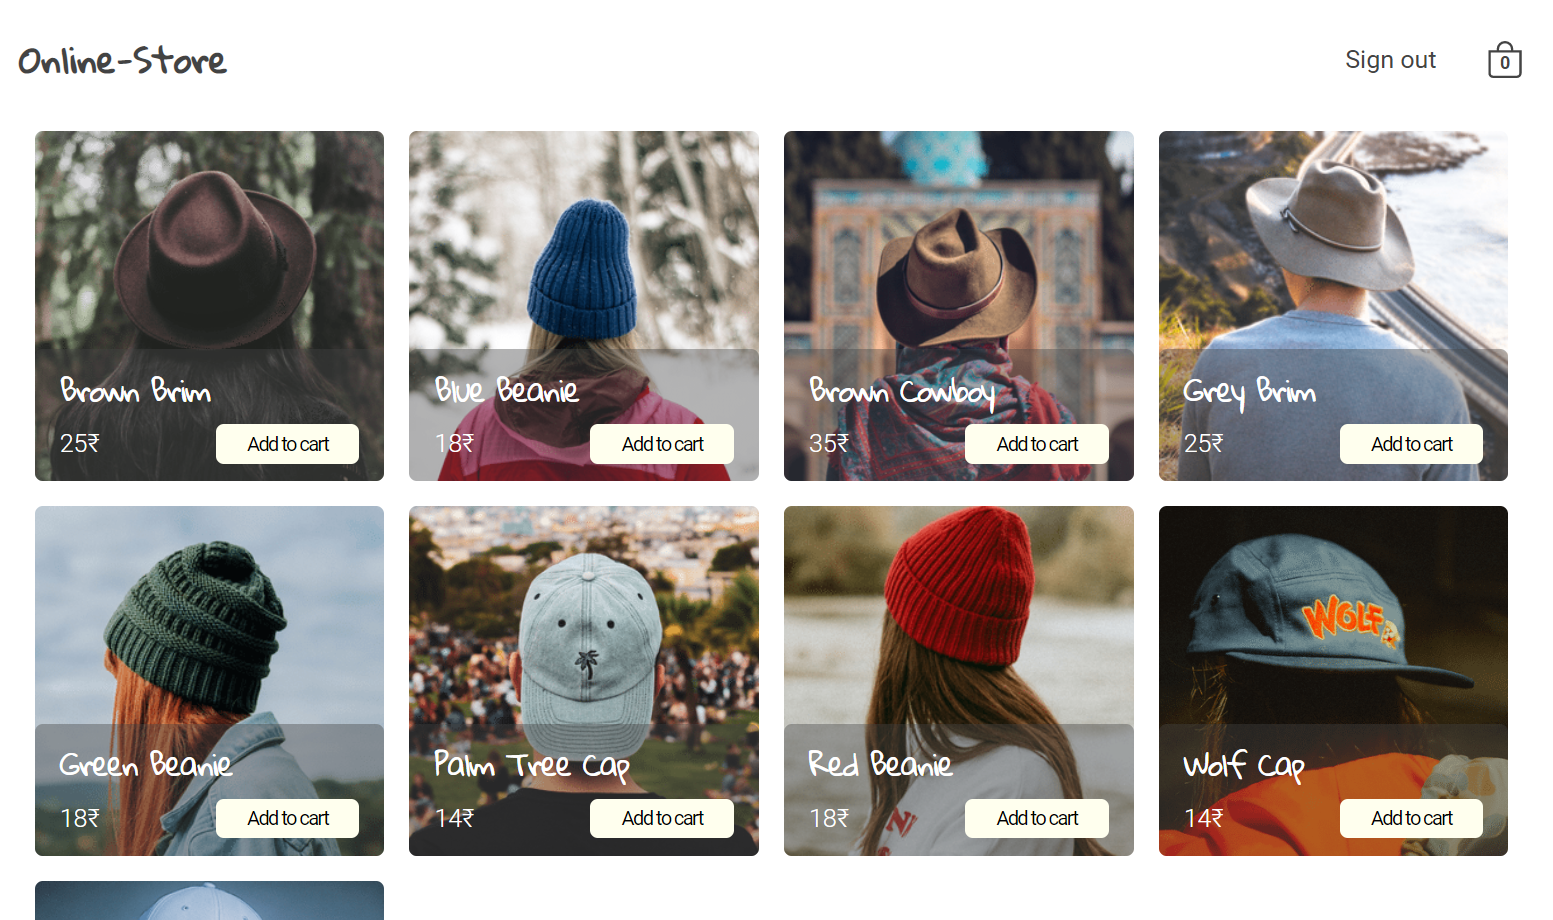 Online-Store
Sign out
0
Brown Brim
25₹
Add to cart
Blue Beanie
18₹
Add to cart
Brown Cowboy
35₹
Add to cart
Grey Brim
25₹
Add to cart
Green Beanie
18₹
Add to cart
Palm Tree Cap
14₹
Add to cart
Red Beanie
18₹
Add to cart
WOLF
Wolf Cap
14₹
Add to cart